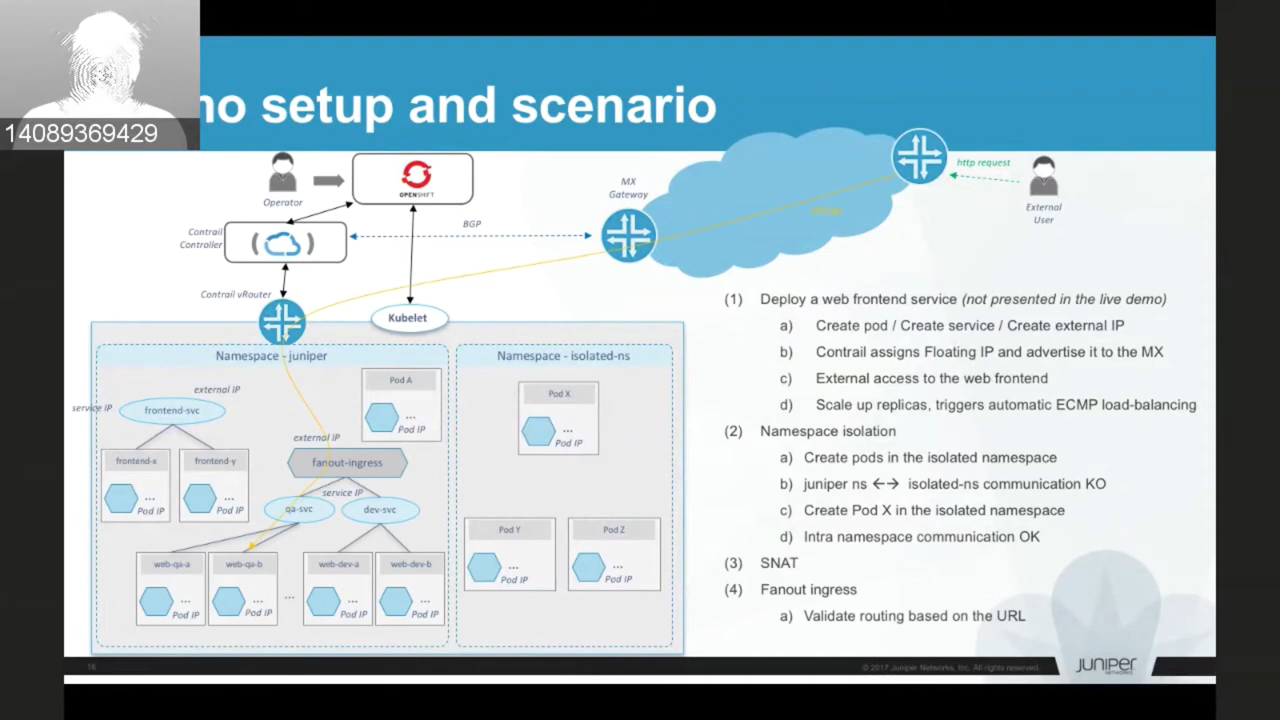 14089369429
no setup and scenario
Operator
OPENSHIFT
MX
Gateway
http request
External
User
Contrail
Controller
BGP
Contrail vRouter
Kubelet
Namespace - juniper
Namespace - isolated-ns
external IP
service IP
frontend-svc
Pod A
...
Pod IP
Pod X
...
Pod IP
external IP
fanout-ingress
frontend-x
...
Pod IP
frontend-y
...
Pod IP
service IP
qa-svc
dev-svc
Pod Y
...
Pod IP
Pod Z
...
Pod IP
web-qa-a
...
Pod IP
web-qa-b
...
Pod IP
...
web-dev-a
...
Pod IP
web-dev-b
...
Pod IP
(1) Deploy a web frontend service (not presented in the live demo)
a) Create pod / Create service / Create external IP
b) Contrail assigns Floating IP and advertise it to the MX
c) External access to the web frontend
d) Scale up replicas, triggers automatic ECMP load-balancing
(2) Namespace isolation
a) Create pods in the isolated namespace
b) juniper ns ←→ isolated-ns communication KO
c) Create Pod X in the isolated namespace
d) Intra namespace communication OK
(3) SNAT
(4) Fanout ingress
a) Validate routing based on the URL
16
© 2017 Juniper Networks, Inc. All rights reserved.
JUNIPER
NETWORKS